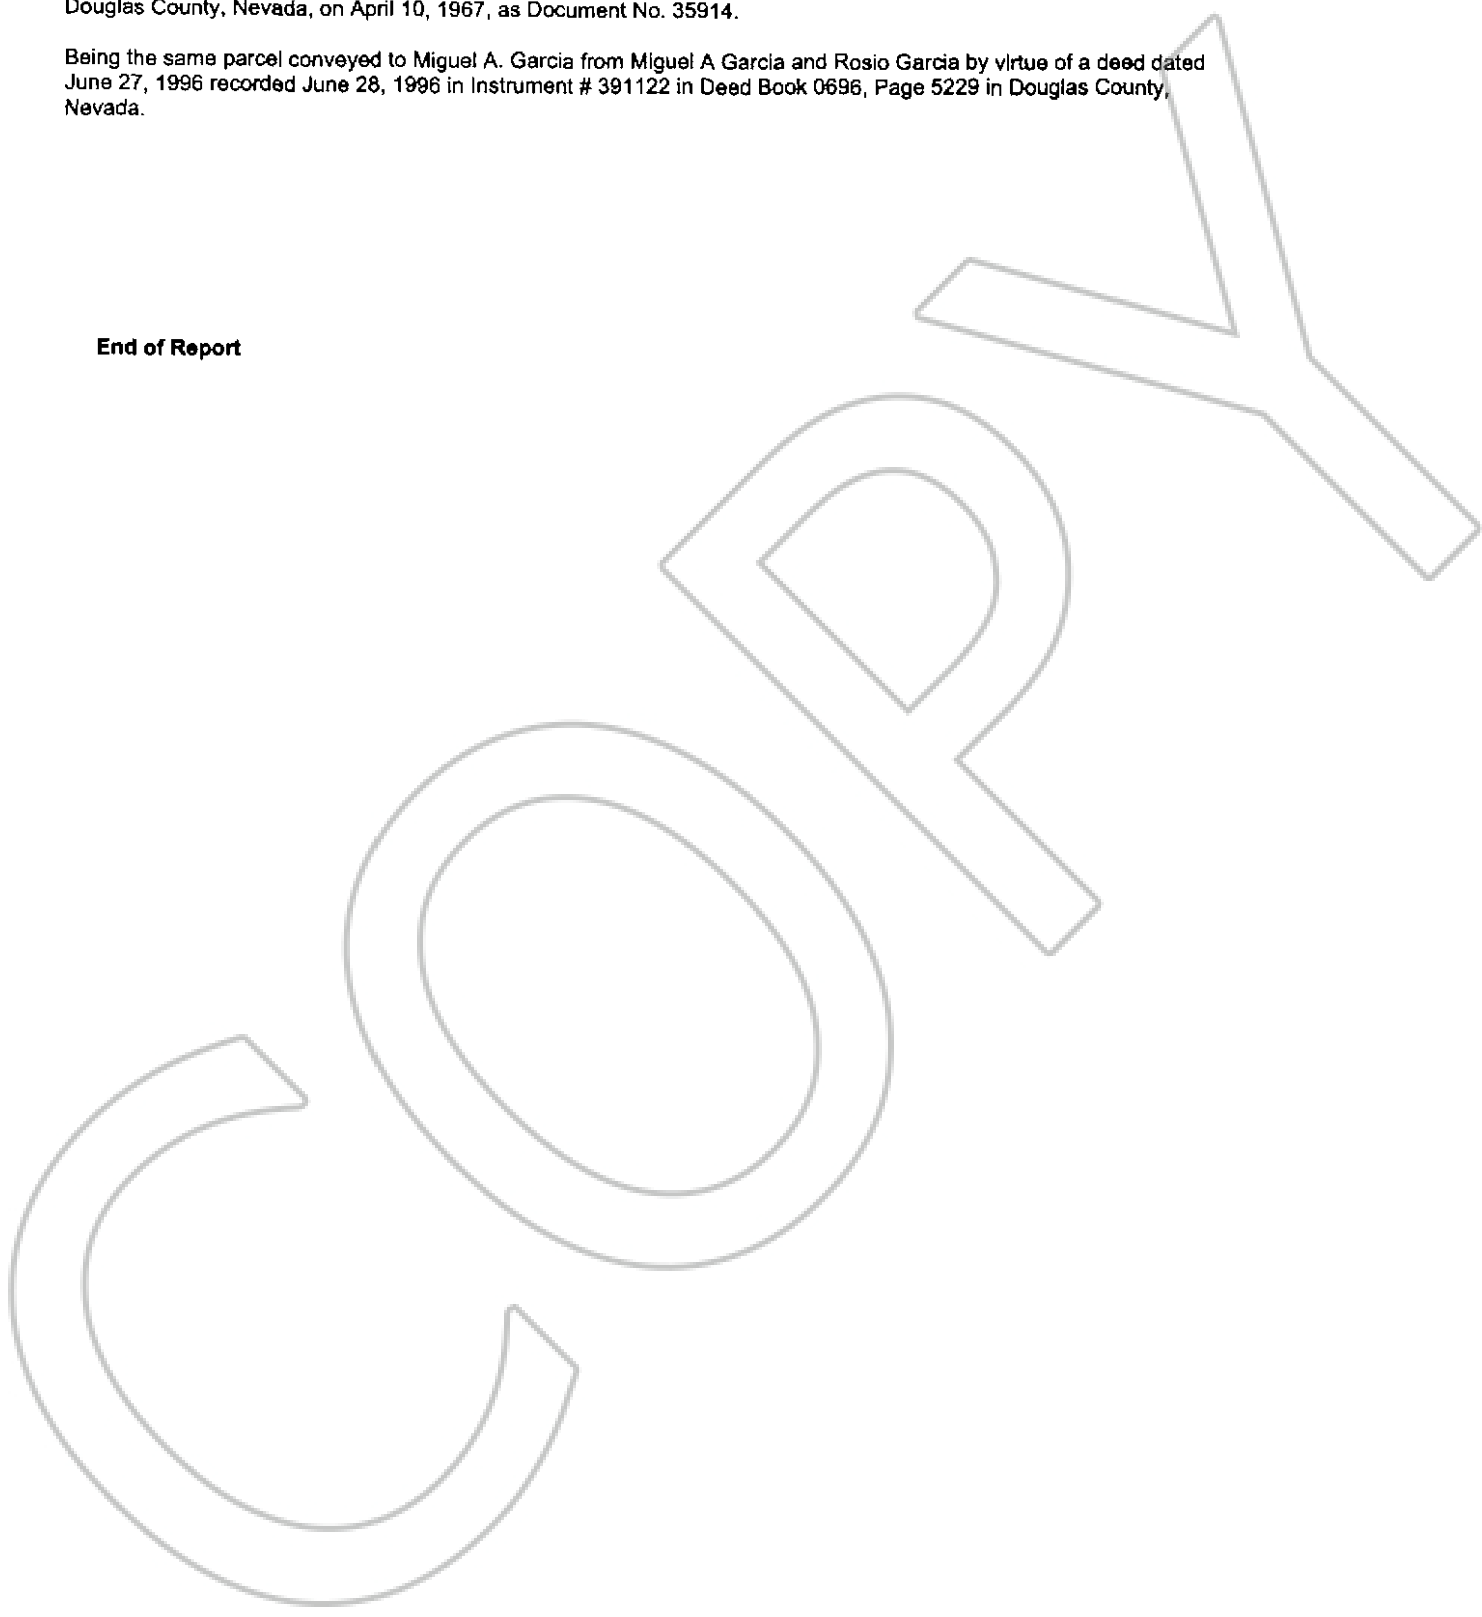 Douglas County, Nevada, on April 10, 1967, as Document No. 35914.
Being the same parcel conveyed to Miguel A. Garcia from Miguel A Garcia and Rosio Garcia by virtue of a deed dated
June 27, 1996 recorded June 28, 1996 in Instrument # 391122 in Deed Book 0696, Page 5229 in Douglas County,
Nevada.
End of Report
COPY